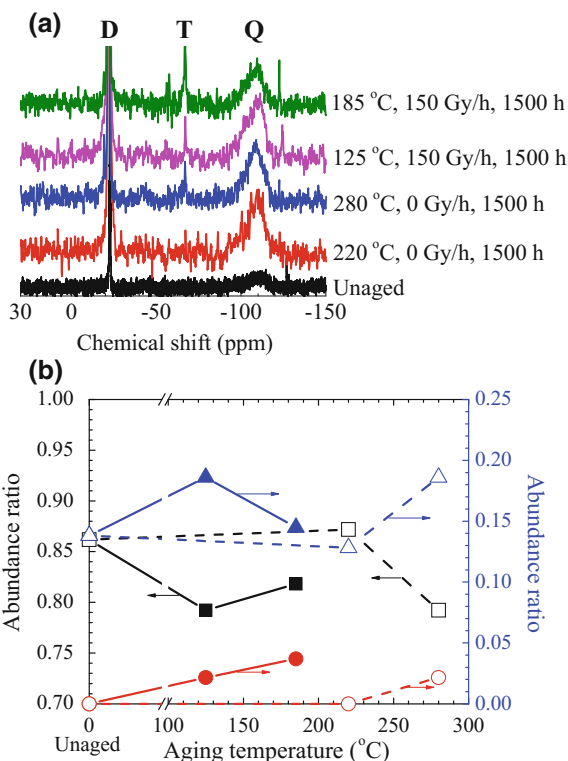 (a)
D T Q
185 °C, 150 Gy/h, 1500 h
125 °C, 150 Gy/h, 1500 h
280 °C, 0 Gy/h, 1500 h
220 °C, 0 Gy/h, 1500 h
Unaged
30 0 -50 -100 -150
Chemical shift (ppm)
(b)
1.00 0.25
0.95 0.20
0.90 0.15
0.85 0.10
0.80 0.05
0.75 0.00
0.70
Abundance ratio
Abundance ratio
0 100 150 200 250 300
Unaged
Aging temperature (°C)